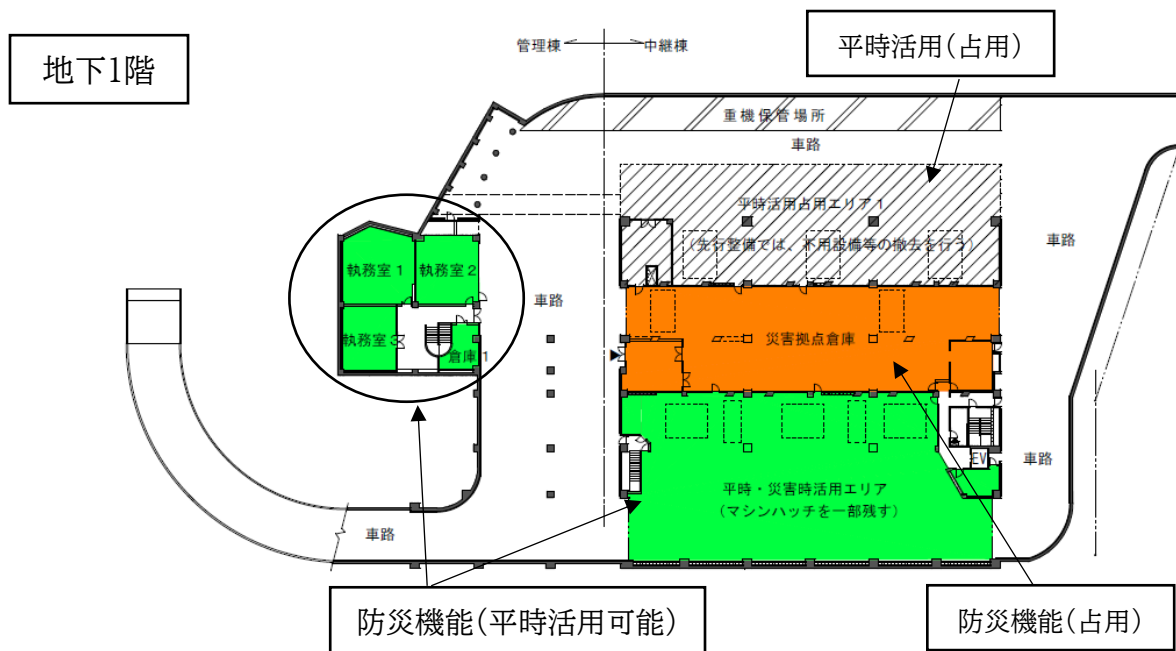 地下1階
管理棟
中継棟
平時活用(占用)
重機保管場所
車路
平時活用占用エリア1
(先行整備では、不用設備等の撤去を行う)
執務室1
執務室2
車路
車路
執務室3
倉庫1
災害拠点倉庫
EV
車路
平時・災害時活用エリア
(マシンハッチを一部残す)
車路
防災機能(平時活用可能)
防災機能(占用)